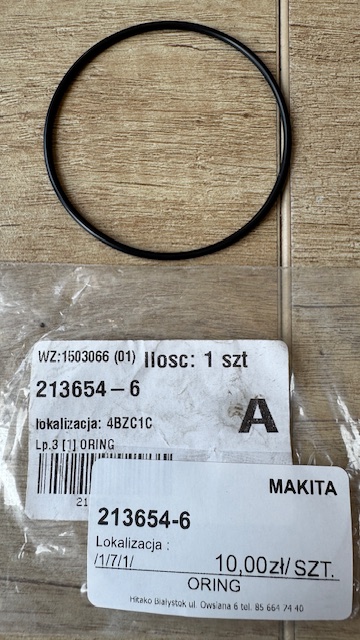 WZ:1503066 (01) Ilosc: 1 szt
213654-6
lokalizacja: 4BZC1C
A
Lp.3 [1] ORING
21
MAKITA
213654-6
Lokalizacja :
/1/7/1/ 10,00zł/SZT.
ORING
Hitako Białystok ul. Owsiana 6 tel. 85 664 74 40